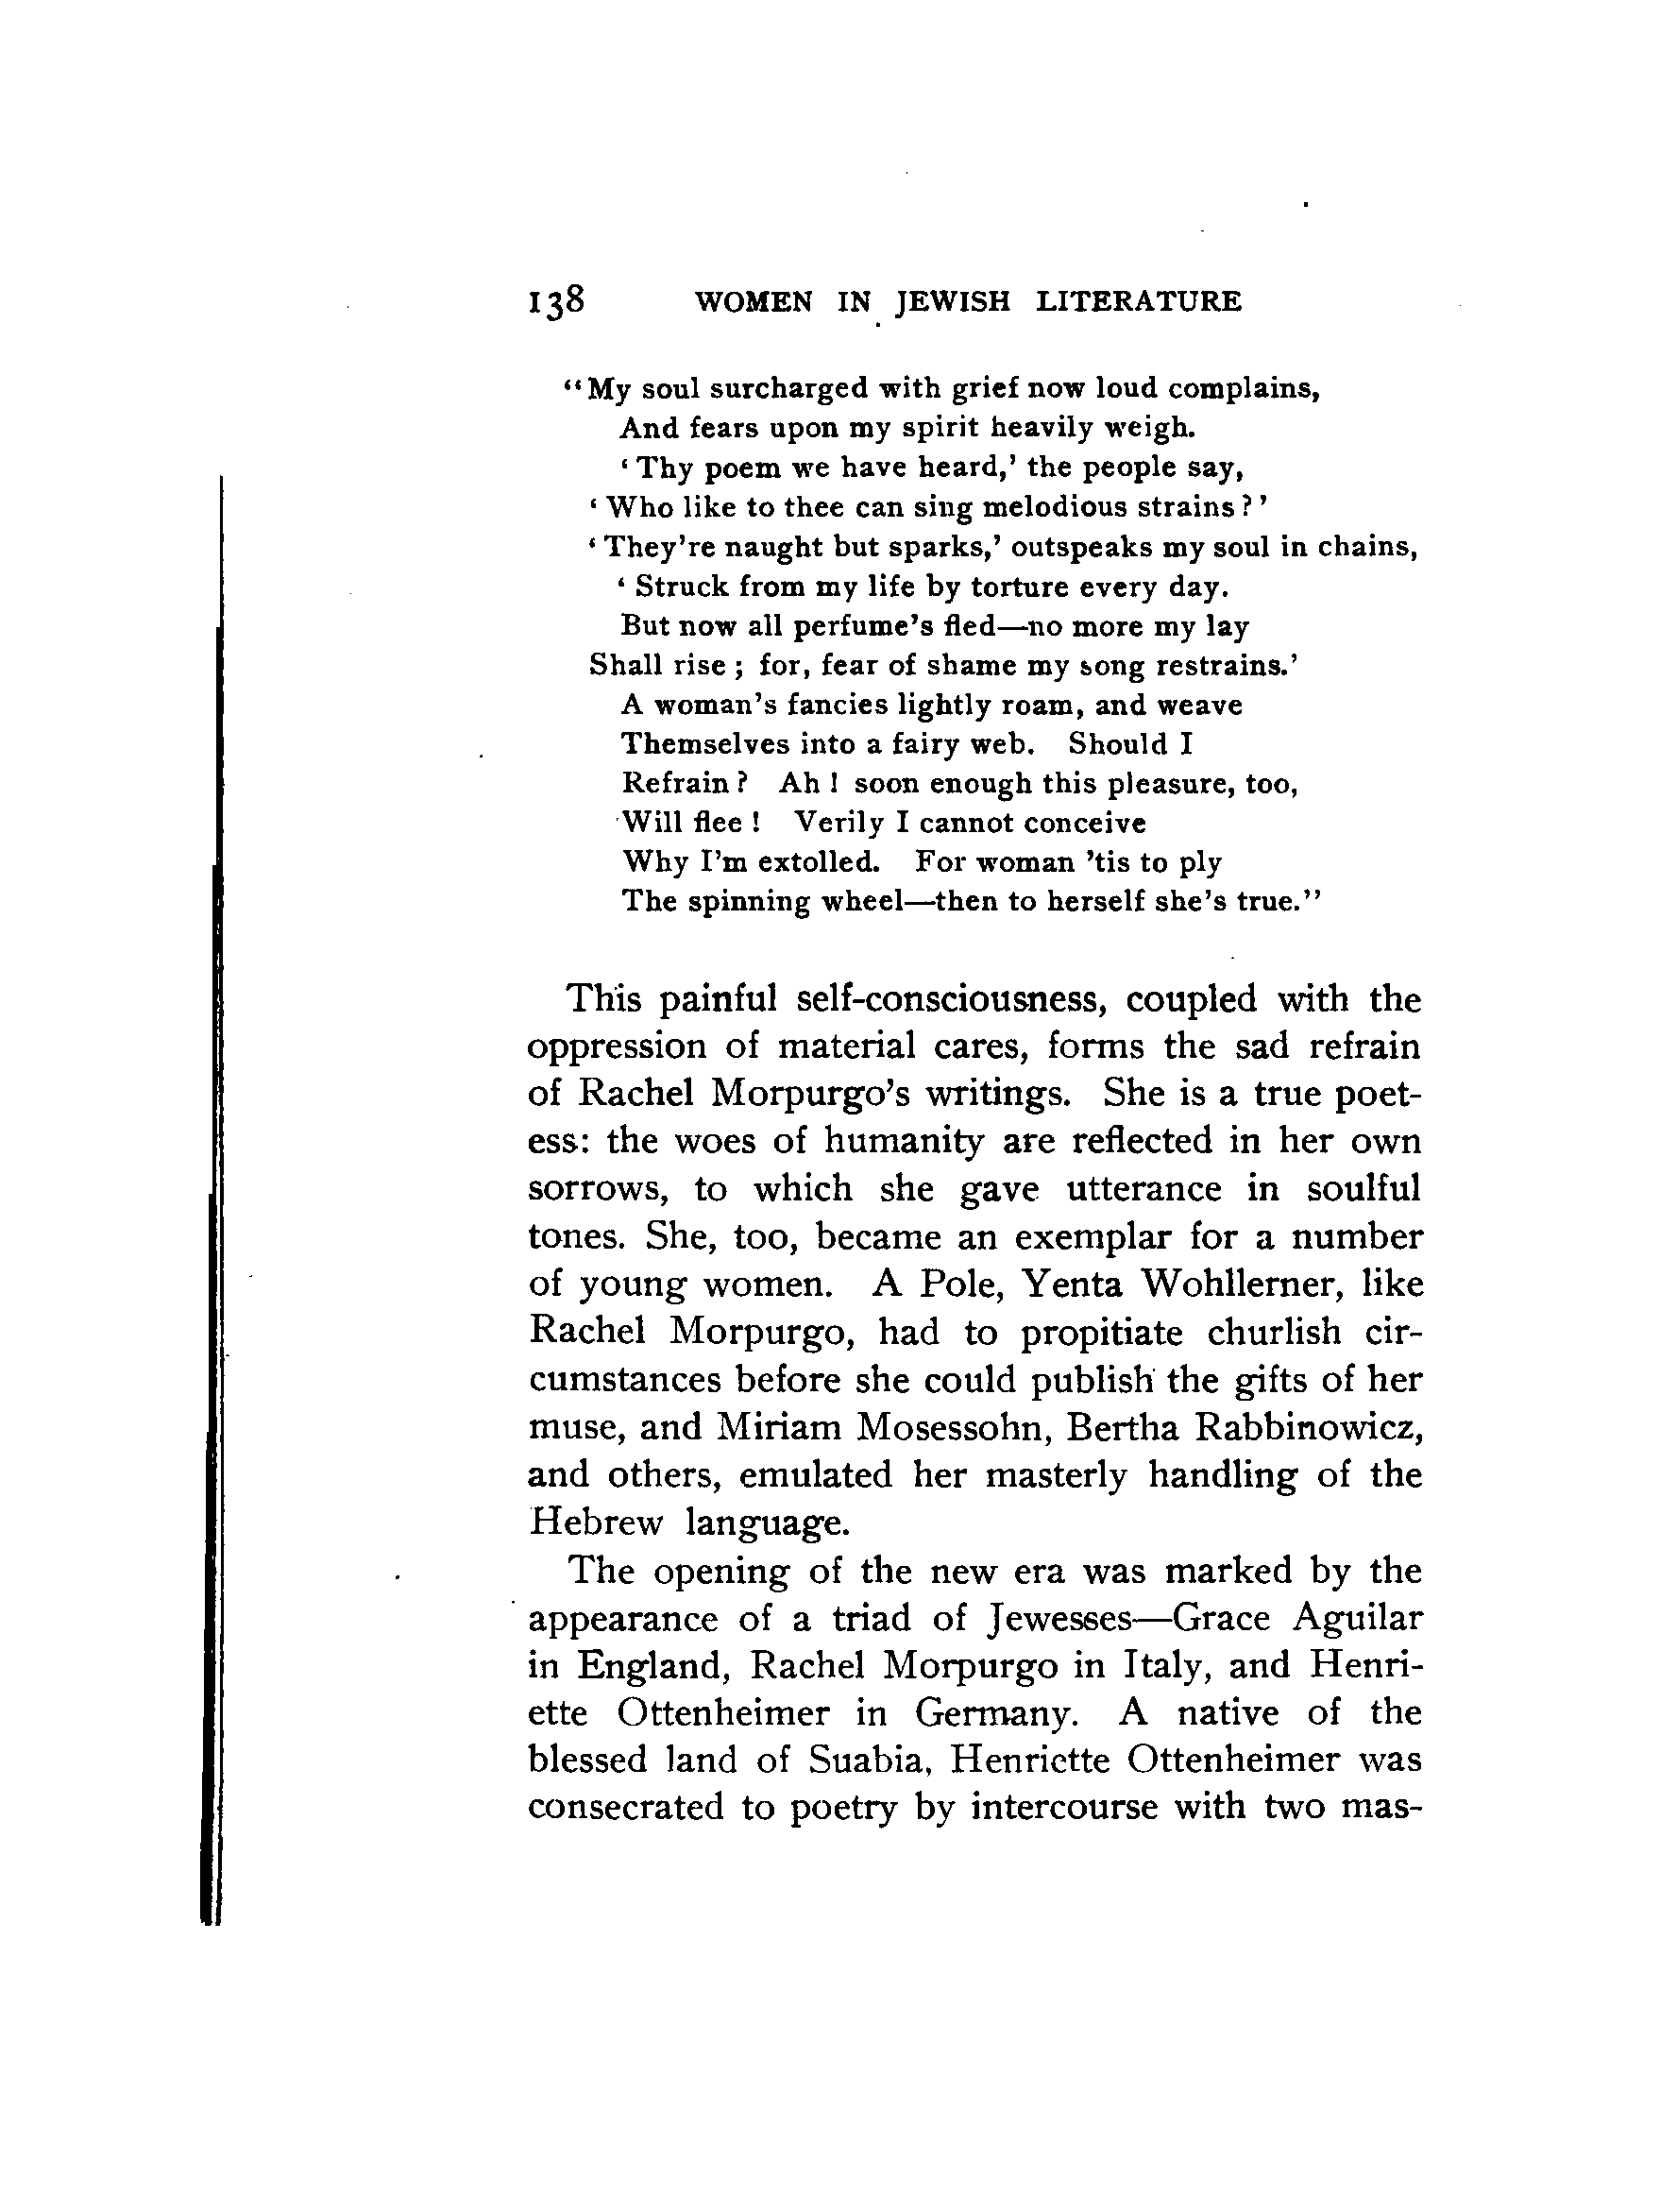 138 WOMEN IN JEWISH LITERATURE
“My soul surcharged with grief now loud complains,
And fears upon my spirit heavily weigh.
‘Thy poem we have heard,’ the people say,
‘Who like to thee can sing melodious strains?’
‘They’re naught but sparks,’ outspeaks my soul in chains,
‘Struck from my life by torture every day.
But now all perfume’s fled—no more my lay
Shall rise; for, fear of shame my song restrains.’
A woman’s fancies lightly roam, and weave
Themselves into a fairy web. Should I
Refrain? Ah! soon enough this pleasure, too,
Will flee! Verily I cannot conceive
Why I’m extolled. For woman ’tis to ply
The spinning wheel—then to herself she’s true.”
This painful self-consciousness, coupled with the
oppression of material cares, forms the sad refrain
of Rachel Morpurgo’s writings. She is a true poet-
ess: the woes of humanity are reflected in her own
sorrows, to which she gave utterance in soulful
tones. She, too, became an exemplar for a number
of young women. A Pole, Yenta Wohllerner, like
Rachel Morpurgo, had to propitiate churlish cir-
cumstances before she could publish the gifts of her
muse, and Miriam Mosessohn, Bertha Rabbinowicz,
and others, emulated her masterly handling of the
Hebrew language.
The opening of the new era was marked by the
appearance of a triad of Jewesses—Grace Aguilar
in England, Rachel Morpurgo in Italy, and Henri-
ette Ottenheimer in Germany. A native of the
blessed land of Suabia, Henriette Ottenheimer was
consecrated to poetry by intercourse with two mas-